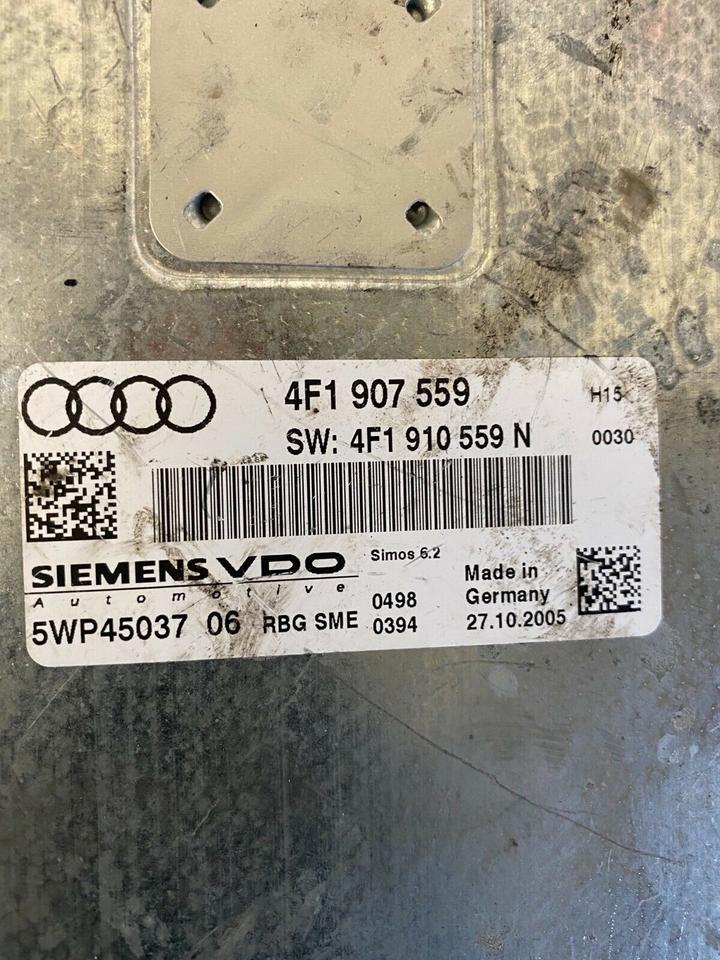 4F1 907 559
H15
SW: 4F1 910 559 N
0030
SIEMENS VDO
Automotive
Simos 6.2
5WP45037 06 RBG SME
0498
0394
Made in
Germany
27.10.2005